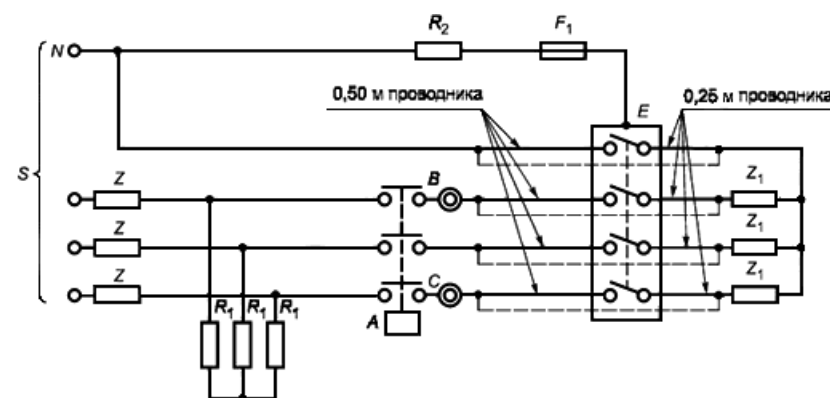 N R₂ F₁
0,50 м проводника E 0,25 м проводника
S
Z B Z₁
Z Z₁
Z C Z₁
R₁ R₁ R₁ A